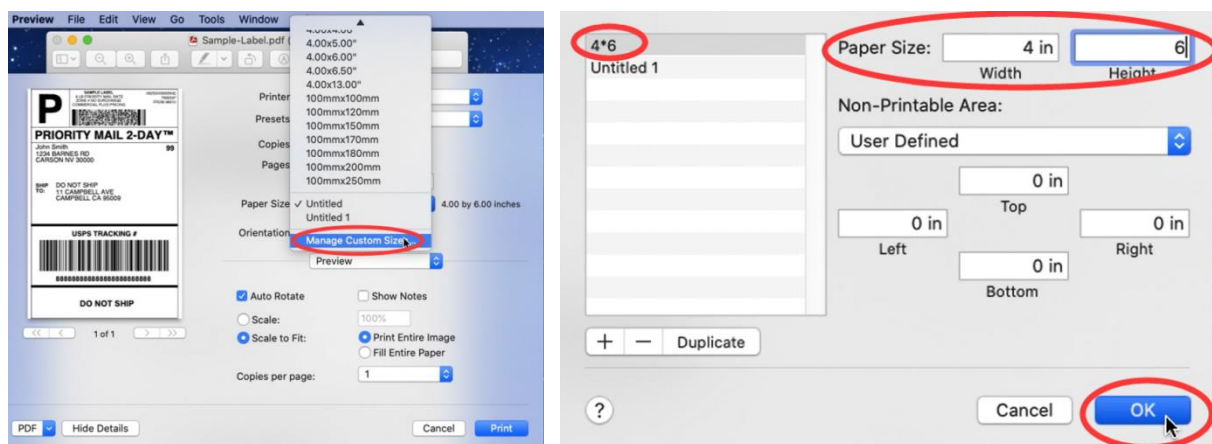 Preview File Edit View Go Tools Window
Sample-Label.pdf (
4.00x4.00"
4.00x5.00"
4.00x6.00"
4.00x6.50"
4.00x13.00"
100mmx100mm
100mmx120mm
100mmx150mm
100mmx170mm
100mmx180mm
100mmx200mm
100mmx250mm
Untitled
Untitled 1
Manage Custom Siz
Printer
Presets
Copies
Pages
Paper Size
4.00 by 6.00 inches
Orientation
Preview
Auto Rotate
Show Notes
Scale:
100%
Scale to Fit:
Print Entire Image
Fill Entire Paper
Copies per page:
1
P
SAMPLE LABEL
PRIORITY MAIL 2-DAY™
John Smith
99
1234 BARNES RD
CARSON NV 30000
SHIP TO:
DO NOT SHIP
11 CAMPBELL AVE
CAMPBELL CA 95009
USPS TRACKING #
DO NOT SHIP
<< < 1 of 1 > >>
PDF Hide Details Cancel Print
4*6
Untitled 1
Paper Size: 4 in 6
Width Height
Non-Printable Area:
User Defined
0 in
Top
0 in 0 in
Left Right
0 in
Bottom
+ − Duplicate
? Cancel OK